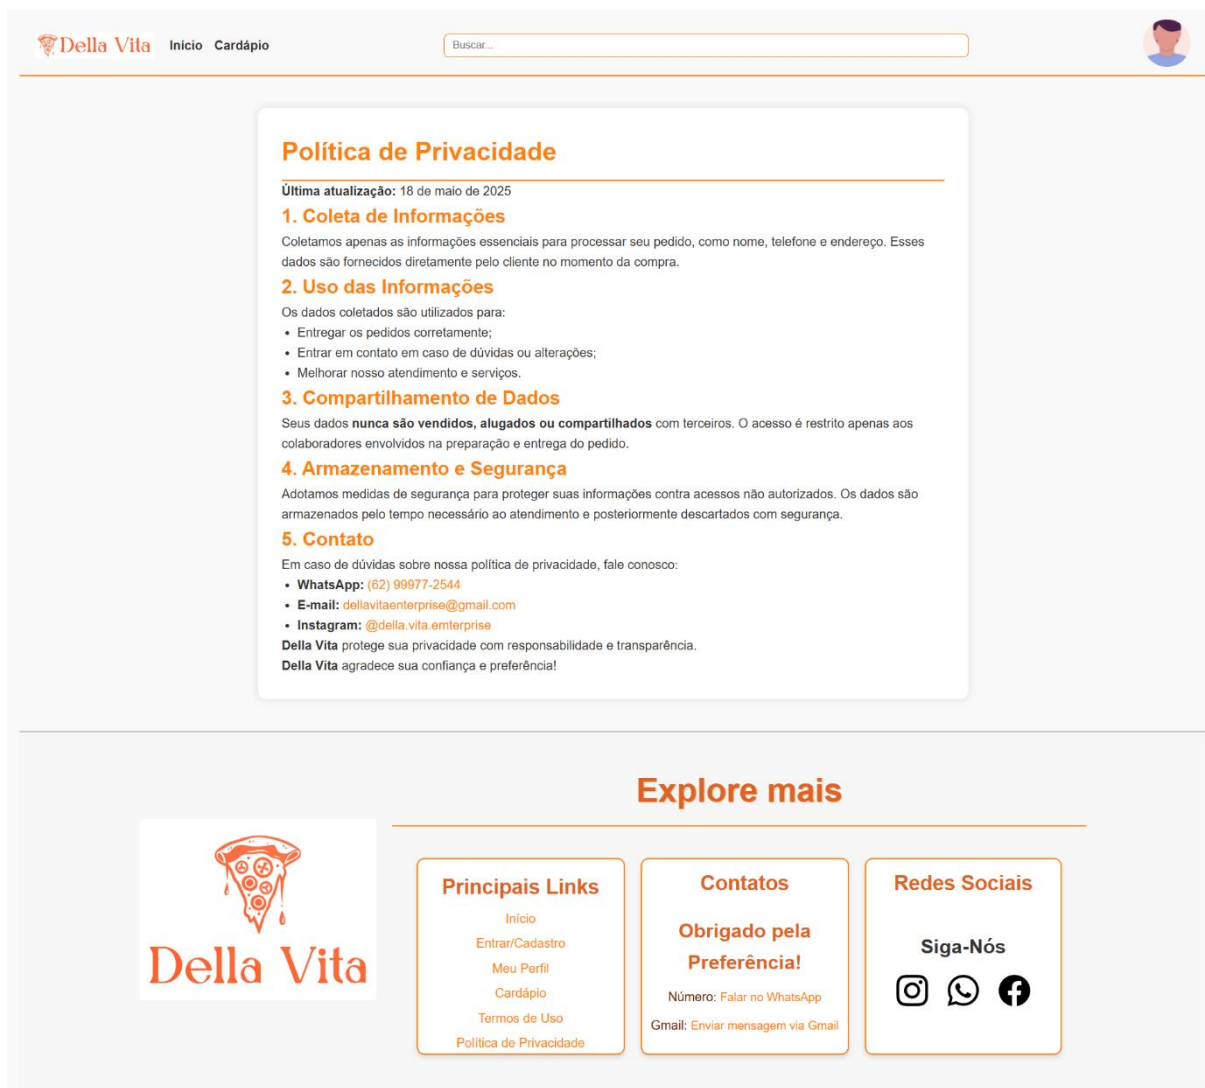 Della Vita Início Cardápio Buscar...
Política de Privacidade
Última atualização: 18 de maio de 2025
1. Coleta de Informações
Coletamos apenas as informações essenciais para processar seu pedido, como nome, telefone e endereço. Esses
dados são fornecidos diretamente pelo cliente no momento da compra.
2. Uso das Informações
Os dados coletados são utilizados para:
• Entregar os pedidos corretamente;
• Entrar em contato em caso de dúvidas ou alterações;
• Melhorar nosso atendimento e serviços.
3. Compartilhamento de Dados
Seus dados nunca são vendidos, alugados ou compartilhados com terceiros. O acesso é restrito apenas aos
colaboradores envolvidos na preparação e entrega do pedido.
4. Armazenamento e Segurança
Adotamos medidas de segurança para proteger suas informações contra acessos não autorizados. Os dados são
armazenados pelo tempo necessário ao atendimento e posteriormente descartados com segurança.
5. Contato
Em caso de dúvidas sobre nossa política de privacidade, fale conosco:
• WhatsApp: (62) 99977-2544
• E-mail: dellavitaenterprise@gmail.com
• Instagram: @della.vita.emterprise
Della Vita protege sua privacidade com responsabilidade e transparência.
Della Vita agradece sua confiança e preferência!
Explore mais
Della Vita
Principais Links
Início
Entrar/Cadastro
Meu Perfil
Cardápio
Termos de Uso
Política de Privacidade
Contatos
Obrigado pela
Preferência!
Número: Falar no WhatsApp
Gmail: Enviar mensagem via Gmail
Redes Sociais
Siga-Nós